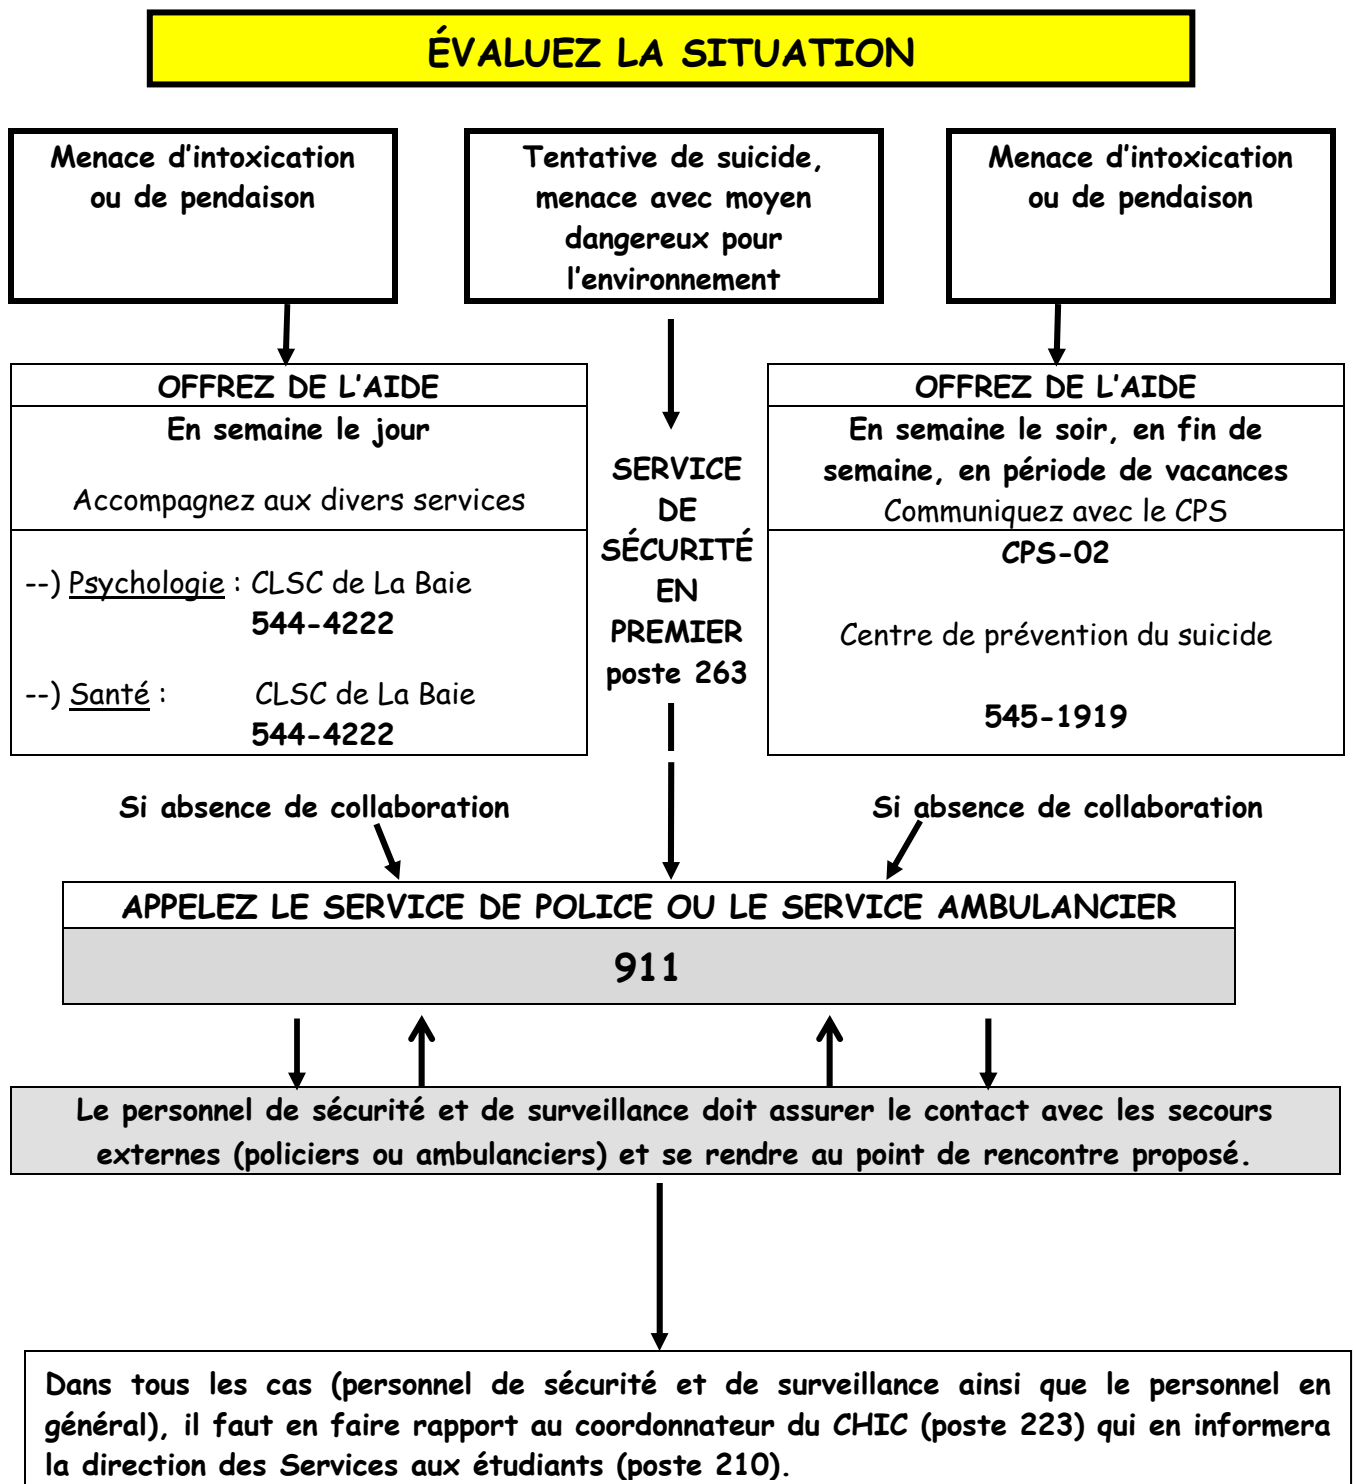 ÉVALUEZ LA SITUATION
Menace d'intoxication
ou de pendaison
Tentative de suicide,
menace avec moyen
dangereux pour
l'environnement
Menace d'intoxication
ou de pendaison
OFFREZ DE L'AIDE
En semaine le jour
Accompagnez aux divers services
--) Psychologie : CLSC de La Baie
544-4222
--) Santé : CLSC de La Baie
544-4222
SERVICE
DE
SÉCURITÉ
EN
PREMIER
poste 263
OFFREZ DE L'AIDE
En semaine le soir, en fin de
semaine, en période de vacances
Communiquez avec le CPS
CPS-02
Centre de prévention du suicide
545-1919
Si absence de collaboration
Si absence de collaboration
APPELEZ LE SERVICE DE POLICE OU LE SERVICE AMBULANCIER
911
Le personnel de sécurité et de surveillance doit assurer le contact avec les secours
externes (policiers ou ambulanciers) et se rendre au point de rencontre proposé.
Dans tous les cas (personnel de sécurité et de surveillance ainsi que le personnel en
général), il faut en faire rapport au coordonnateur du CHIC (poste 223) qui en informera
la direction des Services aux étudiants (poste 210).